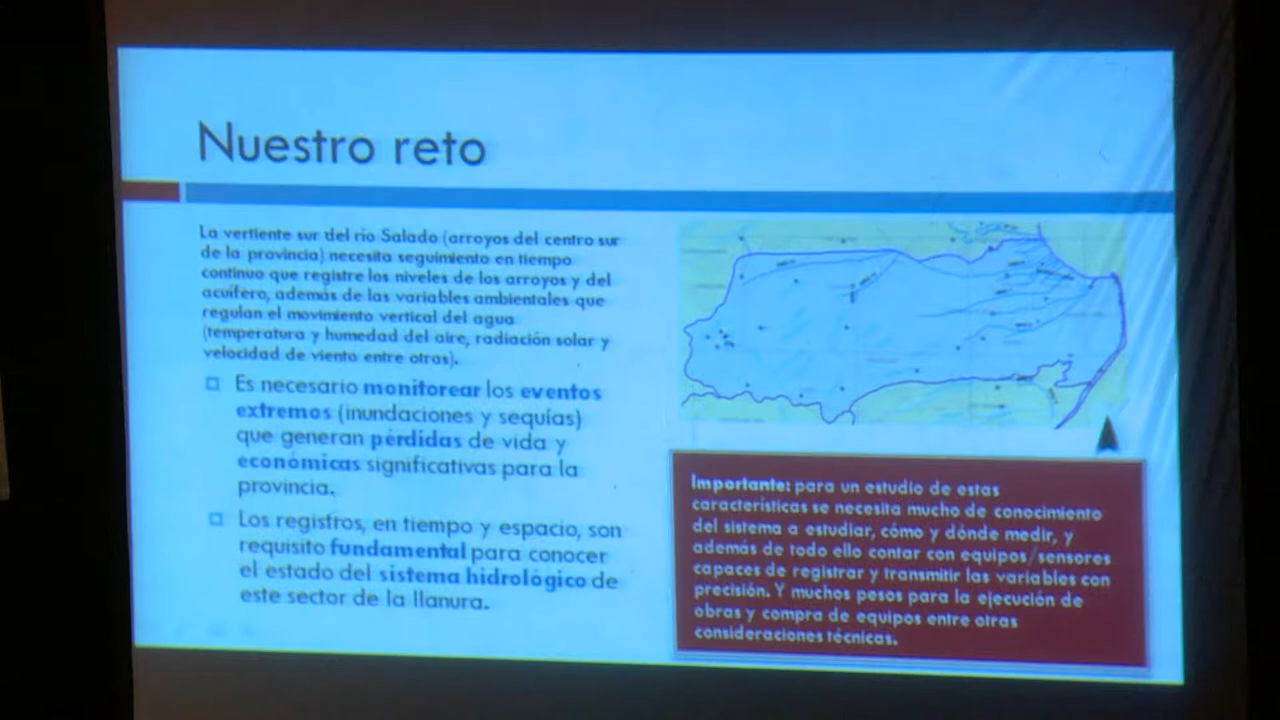 Nuestro reto
La vertiente sur del río Salado (arroyos del centro sur
de la provincia) necesita seguimiento en tiempo
continuo que registre los niveles de los arroyos y del
acuífero, además de las variables ambientales que
regulan el movimiento vertical del agua
(temperatura y humedad del aire, radiación solar y
velocidad de viento entre otras).
Es necesario monitorear los eventos
extremos (inundaciones y sequías)
que generan pérdidas de vida y
económicas significativas para la
provincia.
Los registros, en tiempo y espacio, son
requisito fundamental para conocer
el estado del sistema hidrológico de
este sector de la llanura.
Importante: para un estudio de estas
características se necesita mucho de conocimiento
del sistema a estudiar, cómo y dónde medir, y
además de todo ello contar con equipos/sensores
capaces de registrar y transmitir las variables con
precisión. Y muchos pesos para la ejecución de
obras y compra de equipos entre otras
consideraciones técnicas.